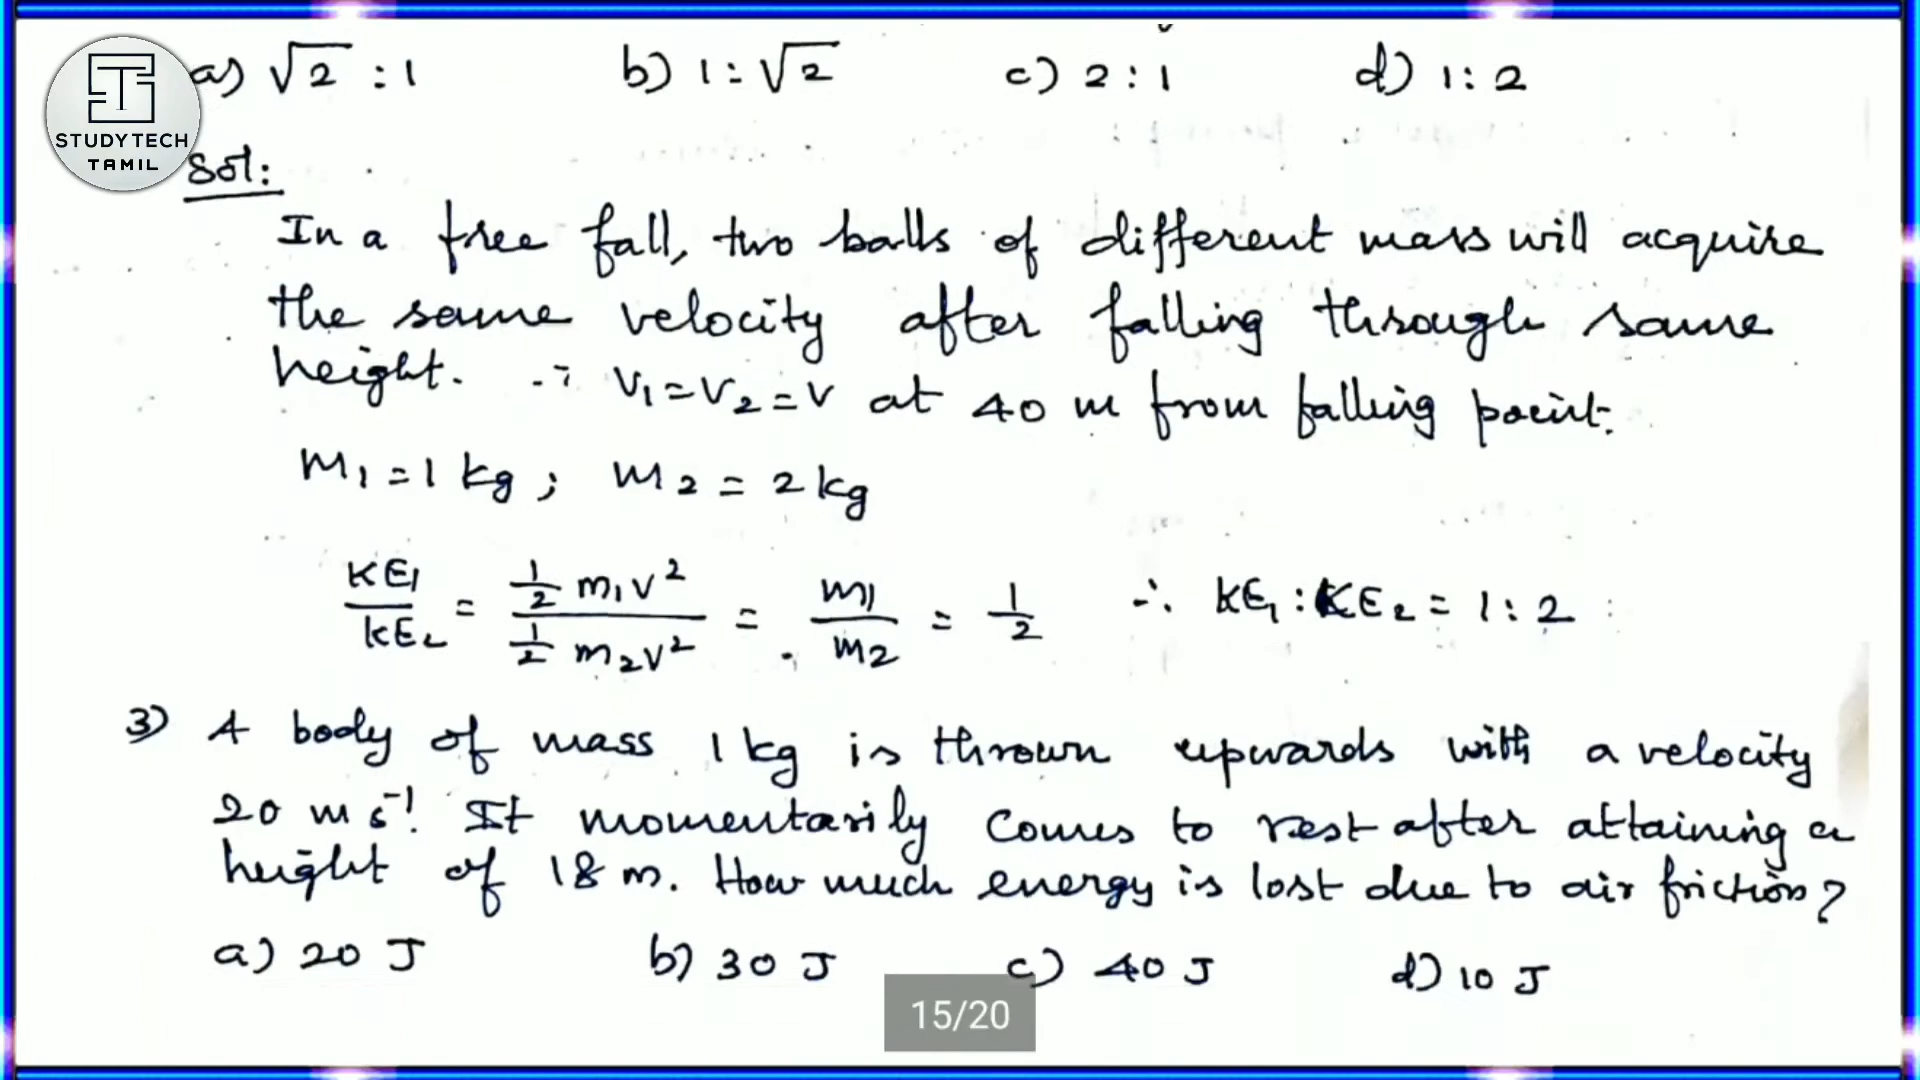 a) √2 : 1 b) 1 : √2 c) 2 : 1 d) 1 : 2
STUDYTECH
TAMIL
Sol:
In a free fall, two balls of different mass will acquire
the same velocity after falling through same
height. ∴ V₁ = V₂ = V at 40 m from falling point.
M₁ = 1 kg ; M₂ = 2 kg
KE₁/KE₂ = ½ m₁v² / ½ m₂v² = m₁/m₂ = 1/2 ∴ KE₁ : KE₂ = 1 : 2
3) A body of mass 1 kg is thrown upwards with a velocity
20 m s⁻¹. It momentarily comes to rest after attaining a
height of 18 m. How much energy is lost due to air friction?
a) 20 J b) 30 J c) 40 J d) 10 J
15/20